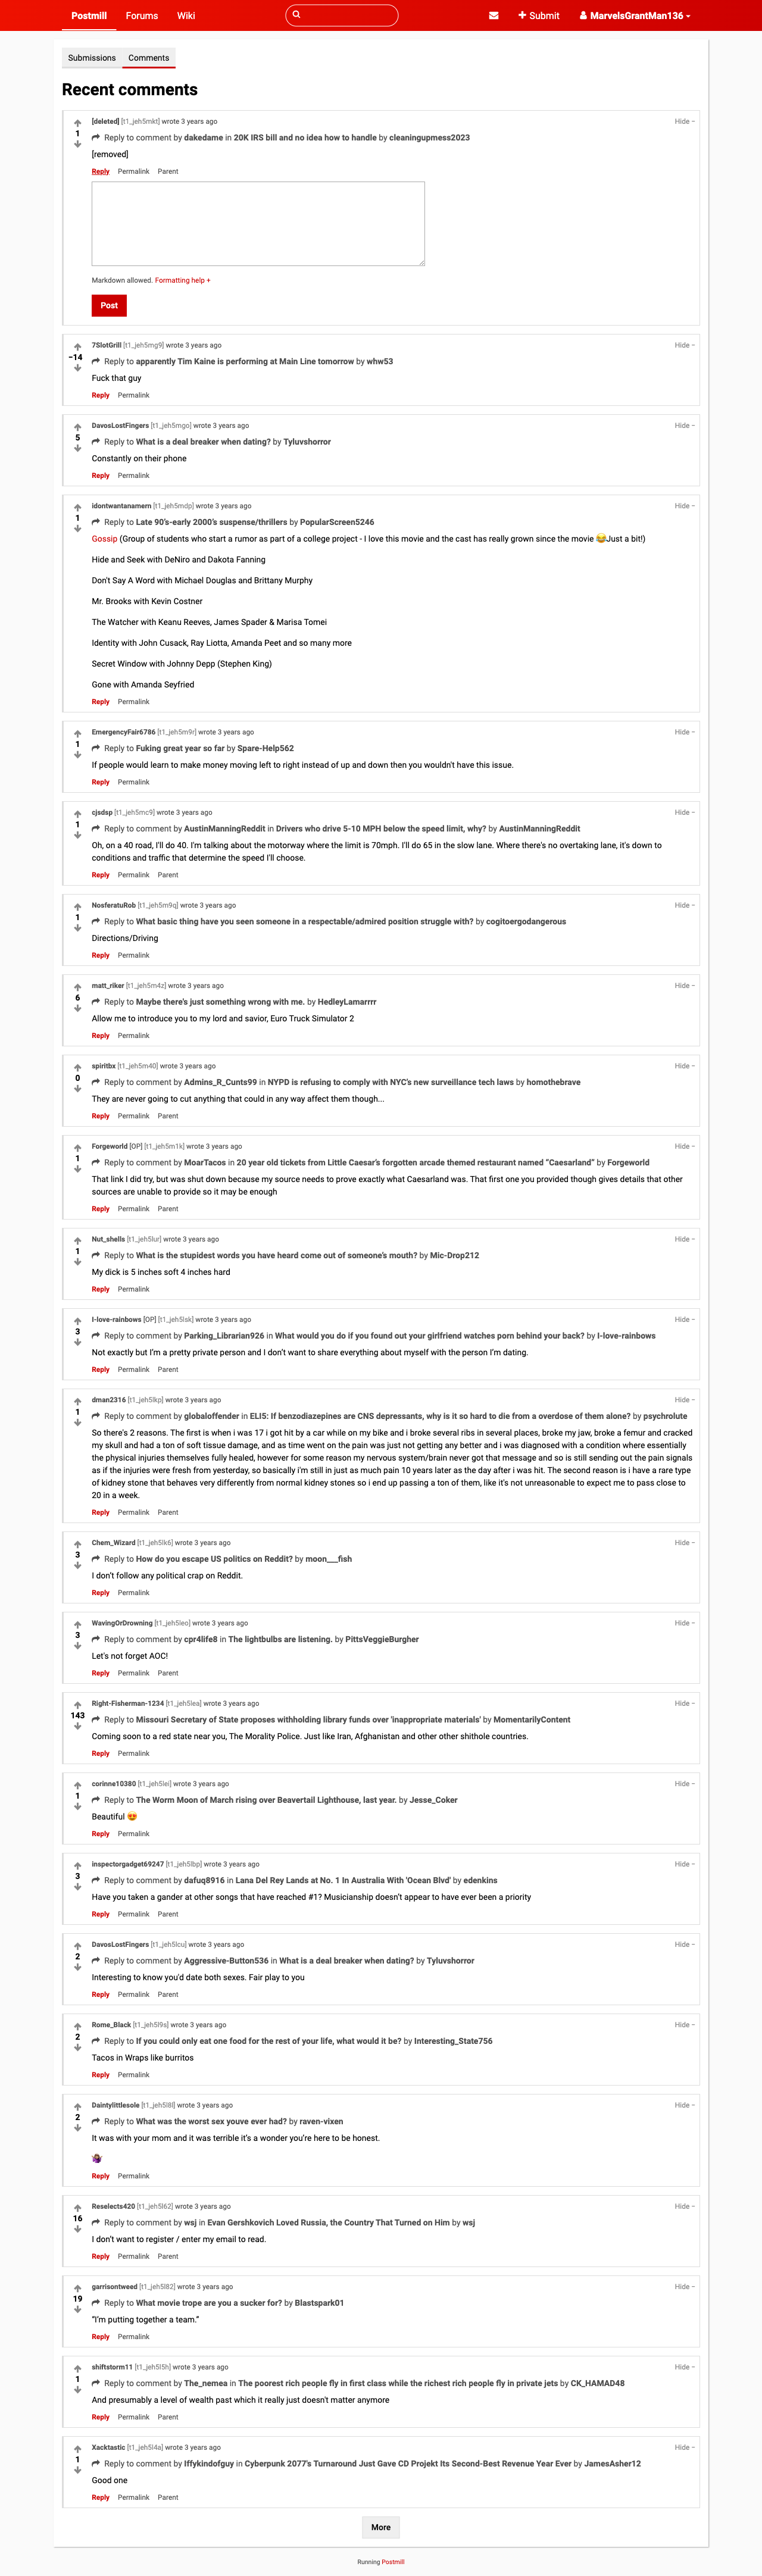 Postmill Forums Wiki Submit MarvelsGrantMan136
Submissions Comments
Recent comments
[deleted] [t1_jeh5mkt] wrote 3 years ago Hide −
1
Reply to comment by dakedame in 20K IRS bill and no idea how to handle by cleaningupmess2023
[removed]
Reply Permalink Parent
Markdown allowed. Formatting help +
Post
7SlotGrill [t1_jeh5mg9] wrote 3 years ago Hide −
−14
Reply to apparently Tim Kaine is performing at Main Line tomorrow by whw53
Fuck that guy
Reply Permalink
DavosLostFingers [t1_jeh5mgo] wrote 3 years ago Hide −
5
Reply to What is a deal breaker when dating? by Tyluvshorror
Constantly on their phone
Reply Permalink
idontwantanamern [t1_jeh5mdp] wrote 3 years ago Hide −
1
Reply to Late 90's-early 2000's suspense/thrillers by PopularScreen5246
Gossip (Group of students who start a rumor as part of a college project - I love this movie and the cast has really grown since the movie 😂Just a bit!)
Hide and Seek with DeNiro and Dakota Fanning
Don't Say A Word with Michael Douglas and Brittany Murphy
Mr. Brooks with Kevin Costner
The Watcher with Keanu Reeves, James Spader & Marisa Tomei
Identity with John Cusack, Ray Liotta, Amanda Peet and so many more
Secret Window with Johnny Depp (Stephen King)
Gone with Amanda Seyfried
Reply Permalink
EmergencyFair6786 [t1_jeh5m9r] wrote 3 years ago Hide −
1
Reply to Fuking great year so far by Spare-Help562
If people would learn to make money moving left to right instead of up and down then you wouldn't have this issue.
Reply Permalink
cjsdsp [t1_jeh5mc9] wrote 3 years ago Hide −
1
Reply to comment by AustinManningReddit in Drivers who drive 5-10 MPH below the speed limit, why? by AustinManningReddit
Oh, on a 40 road, I'll do 40. I'm talking about the motorway where the limit is 70mph. I'll do 65 in the slow lane. Where there's no overtaking lane, it's down to
conditions and traffic that determine the speed I'll choose.
Reply Permalink Parent
NosferatuRob [t1_jeh5m9q] wrote 3 years ago Hide −
1
Reply to What basic thing have you seen someone in a respectable/admired position struggle with? by cogitoergodangerous
Directions/Driving
Reply Permalink
matt_riker [t1_jeh5m4z] wrote 3 years ago Hide −
6
Reply to Maybe there's just something wrong with me. by HedleyLamarrrr
Allow me to introduce you to my lord and savior, Euro Truck Simulator 2
Reply Permalink
spiritbx [t1_jeh5m40] wrote 3 years ago Hide −
0
Reply to comment by Admins_R_Cunts99 in NYPD is refusing to comply with NYC's new surveillance tech laws by homothebrave
They are never going to cut anything that could in any way affect them though...
Reply Permalink Parent
Forgeworld [OP] [t1_jeh5m1k] wrote 3 years ago Hide −
1
Reply to comment by MoarTacos in 20 year old tickets from Little Caesar's forgotten arcade themed restaurant named "Caesarland" by Forgeworld
That link I did try, but was shut down because my source needs to prove exactly what Caesarland was. That first one you provided though gives details that other
sources are unable to provide so it may be enough
Reply Permalink Parent
Nut_shells [t1_jeh5lur] wrote 3 years ago Hide −
1
Reply to What is the stupidest words you have heard come out of someone's mouth? by Mic-Drop212
My dick is 5 inches soft 4 inches hard
Reply Permalink
I-love-rainbows [OP] [t1_jeh5lsk] wrote 3 years ago Hide −
3
Reply to comment by Parking_Librarian926 in What would you do if you found out your girlfriend watches porn behind your back? by I-love-rainbows
Not exactly but I'm a pretty private person and I don't want to share everything about myself with the person I'm dating.
Reply Permalink Parent
dman2316 [t1_jeh5lkp] wrote 3 years ago Hide −
1
Reply to comment by globaloffender in ELI5: If benzodiazepines are CNS depressants, why is it so hard to die from a overdose of them alone? by psychrolute
So there's 2 reasons. The first is when i was 17 i got hit by a car while on my bike and i broke several ribs in several places, broke my jaw, broke a femur and cracked
my skull and had a ton of soft tissue damage, and as time went on the pain was just not getting any better and i was diagnosed with a condition where essentially
the physical injuries themselves fully healed, however for some reason my nervous system/brain never got that message and so is still sending out the pain signals
as if the injuries were fresh from yesterday, so basically i'm still in just as much pain 10 years later as the day after i was hit. The second reason is i have a rare type
of kidney stone that behaves very differently from normal kidney stones so i end up passing a ton of them, like it's not unreasonable to expect me to pass close to
20 in a week.
Reply Permalink Parent
Chem_Wizard [t1_jeh5lk6] wrote 3 years ago Hide −
3
Reply to How do you escape US politics on Reddit? by moon___fish
I don't follow any political crap on Reddit.
Reply Permalink
WavingOrDrowning [t1_jeh5leo] wrote 3 years ago Hide −
3
Reply to comment by cpr4life8 in The lightbulbs are listening. by PittsVeggieBurgher
Let's not forget AOC!
Reply Permalink Parent
Right-Fisherman-1234 [t1_jeh5lea] wrote 3 years ago Hide −
143
Reply to Missouri Secretary of State proposes withholding library funds over 'inappropriate materials' by MomentarilyContent
Coming soon to a red state near you, The Morality Police. Just like Iran, Afghanistan and other other shithole countries.
Reply Permalink
corinne10380 [t1_jeh5lei] wrote 3 years ago Hide −
1
Reply to The Worm Moon of March rising over Beavertail Lighthouse, last year. by Jesse_Coker
Beautiful 😍
Reply Permalink
inspectorgadget69247 [t1_jeh5lbp] wrote 3 years ago Hide −
3
Reply to comment by dafuq8916 in Lana Del Rey Lands at No. 1 In Australia With 'Ocean Blvd' by edenkins
Have you taken a gander at other songs that have reached #1? Musicianship doesn't appear to have ever been a priority
Reply Permalink Parent
DavosLostFingers [t1_jeh5lcu] wrote 3 years ago Hide −
2
Reply to comment by Aggressive-Button536 in What is a deal breaker when dating? by Tyluvshorror
Interesting to know you'd date both sexes. Fair play to you
Reply Permalink Parent
Rome_Black [t1_jeh5l9s] wrote 3 years ago Hide −
2
Reply to If you could only eat one food for the rest of your life, what would it be? by Interesting_State756
Tacos in Wraps like burritos
Reply Permalink
Daintylittlesole [t1_jeh5l8l] wrote 3 years ago Hide −
2
Reply to What was the worst sex youve ever had? by raven-vixen
It was with your mom and it was terrible it's a wonder you're here to be honest.
Reply Permalink
Reselects420 [t1_jeh5l62] wrote 3 years ago Hide −
16
Reply to comment by wsj in Evan Gershkovich Loved Russia, the Country That Turned on Him by wsj
I don't want to register / enter my email to read.
Reply Permalink Parent
garrisontweed [t1_jeh5l82] wrote 3 years ago Hide −
19
Reply to What movie trope are you a sucker for? by Blastspark01
"I'm putting together a team."
Reply Permalink
shiftstorm11 [t1_jeh5l5h] wrote 3 years ago Hide −
1
Reply to comment by The_nemea in The poorest rich people fly in first class while the richest rich people fly in private jets by CK_HAMAD48
And presumably a level of wealth past which it really just doesn't matter anymore
Reply Permalink Parent
Xacktastic [t1_jeh5l4a] wrote 3 years ago Hide −
1
Reply to comment by Iffykindofguy in Cyberpunk 2077's Turnaround Just Gave CD Projekt Its Second-Best Revenue Year Ever by JamesAsher12
Good one
Reply Permalink Parent
More
Running Postmill